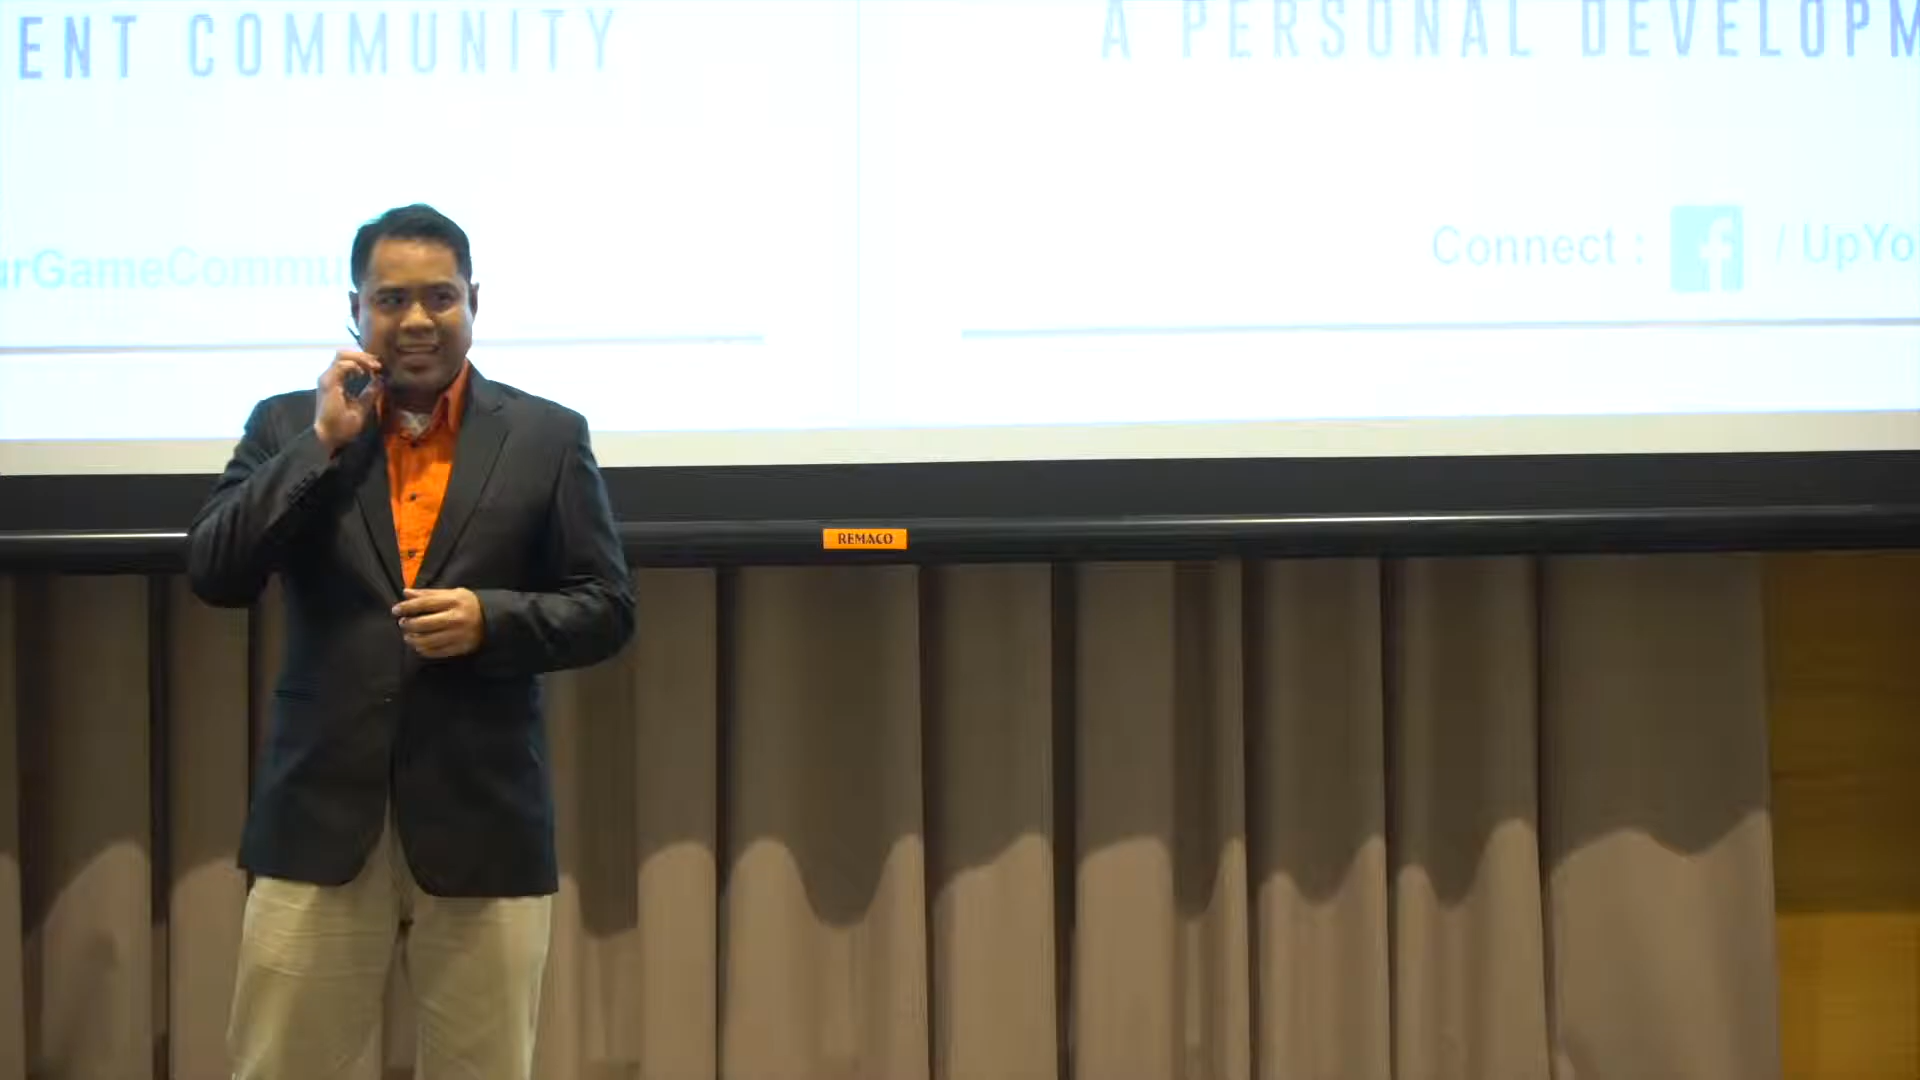 ENT COMMUNITY
A PERSONAL DEVELOPM
urGameCommu
Connect : f / UpYo
REMACO